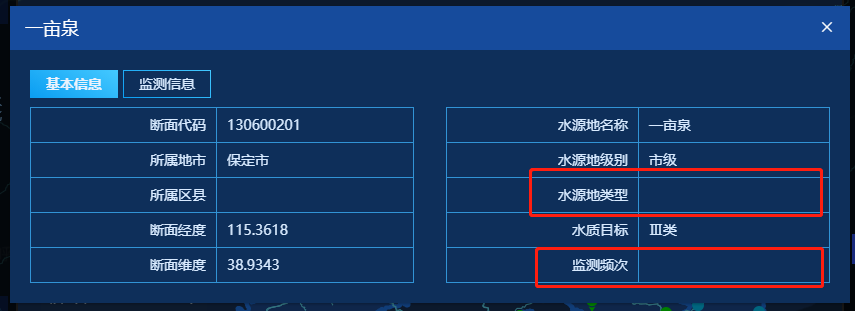 一亩泉
基本信息 监测信息
断面代码 130600201 水源地名称 一亩泉
所属地市 保定市 水源地级别 市级
所属区县 水源地类型
断面经度 115.3618 水质目标 Ⅲ类
断面维度 38.9343 监测频次